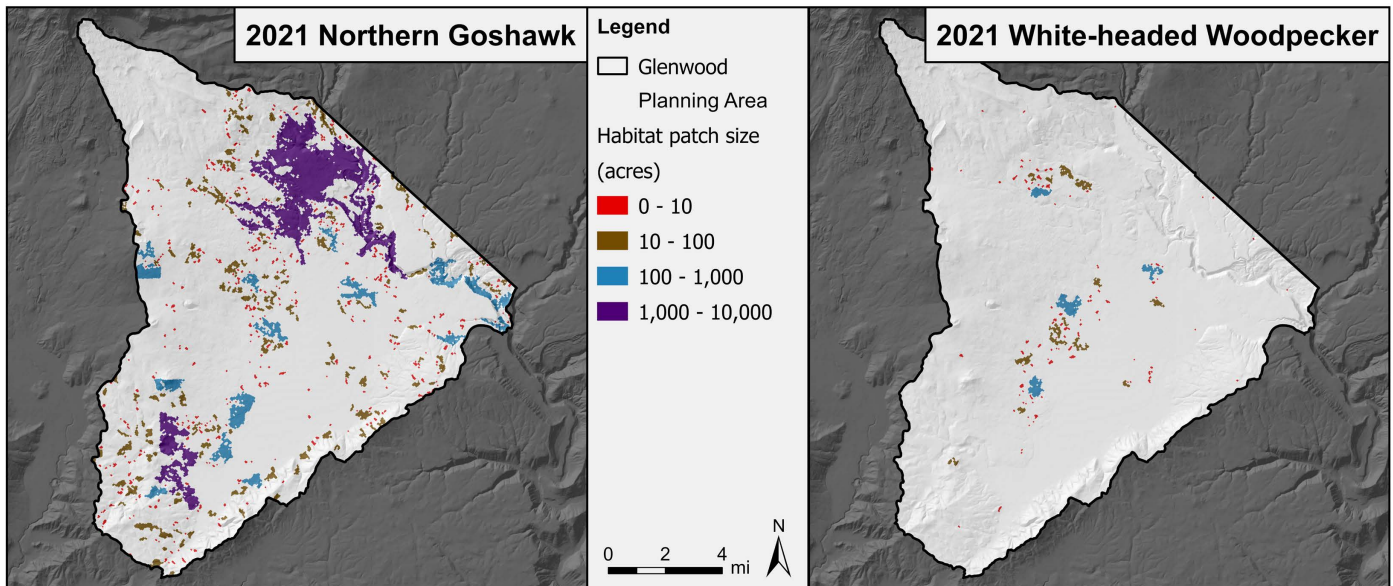 2021 Northern Goshawk
Legend
Glenwood
Planning Area
Habitat patch size
(acres)
0 - 10
10 - 100
100 - 1,000
1,000 - 10,000
N
0 2 4
mi
2021 White-headed Woodpecker